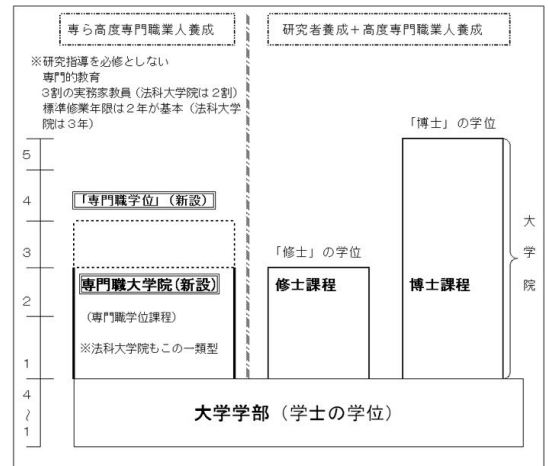 専ら高度専門職業人養成
研究者養成+高度専門職業人養成
※研究指導を必修としない
専門的教育
3割の実務家教員(法科大学院は2割)
標準修業年限は2年が基本(法科大学
院は3年)
「博士」の学位
5
4
「専門職学位」(新設)
大
学
院
3
「修士」の学位
専門職大学院(新設)
修士課程
博士課程
2
(専門職学位課程)
※法科大学院もこの一類型
1
4
~
1
大学学部(学士の学位)